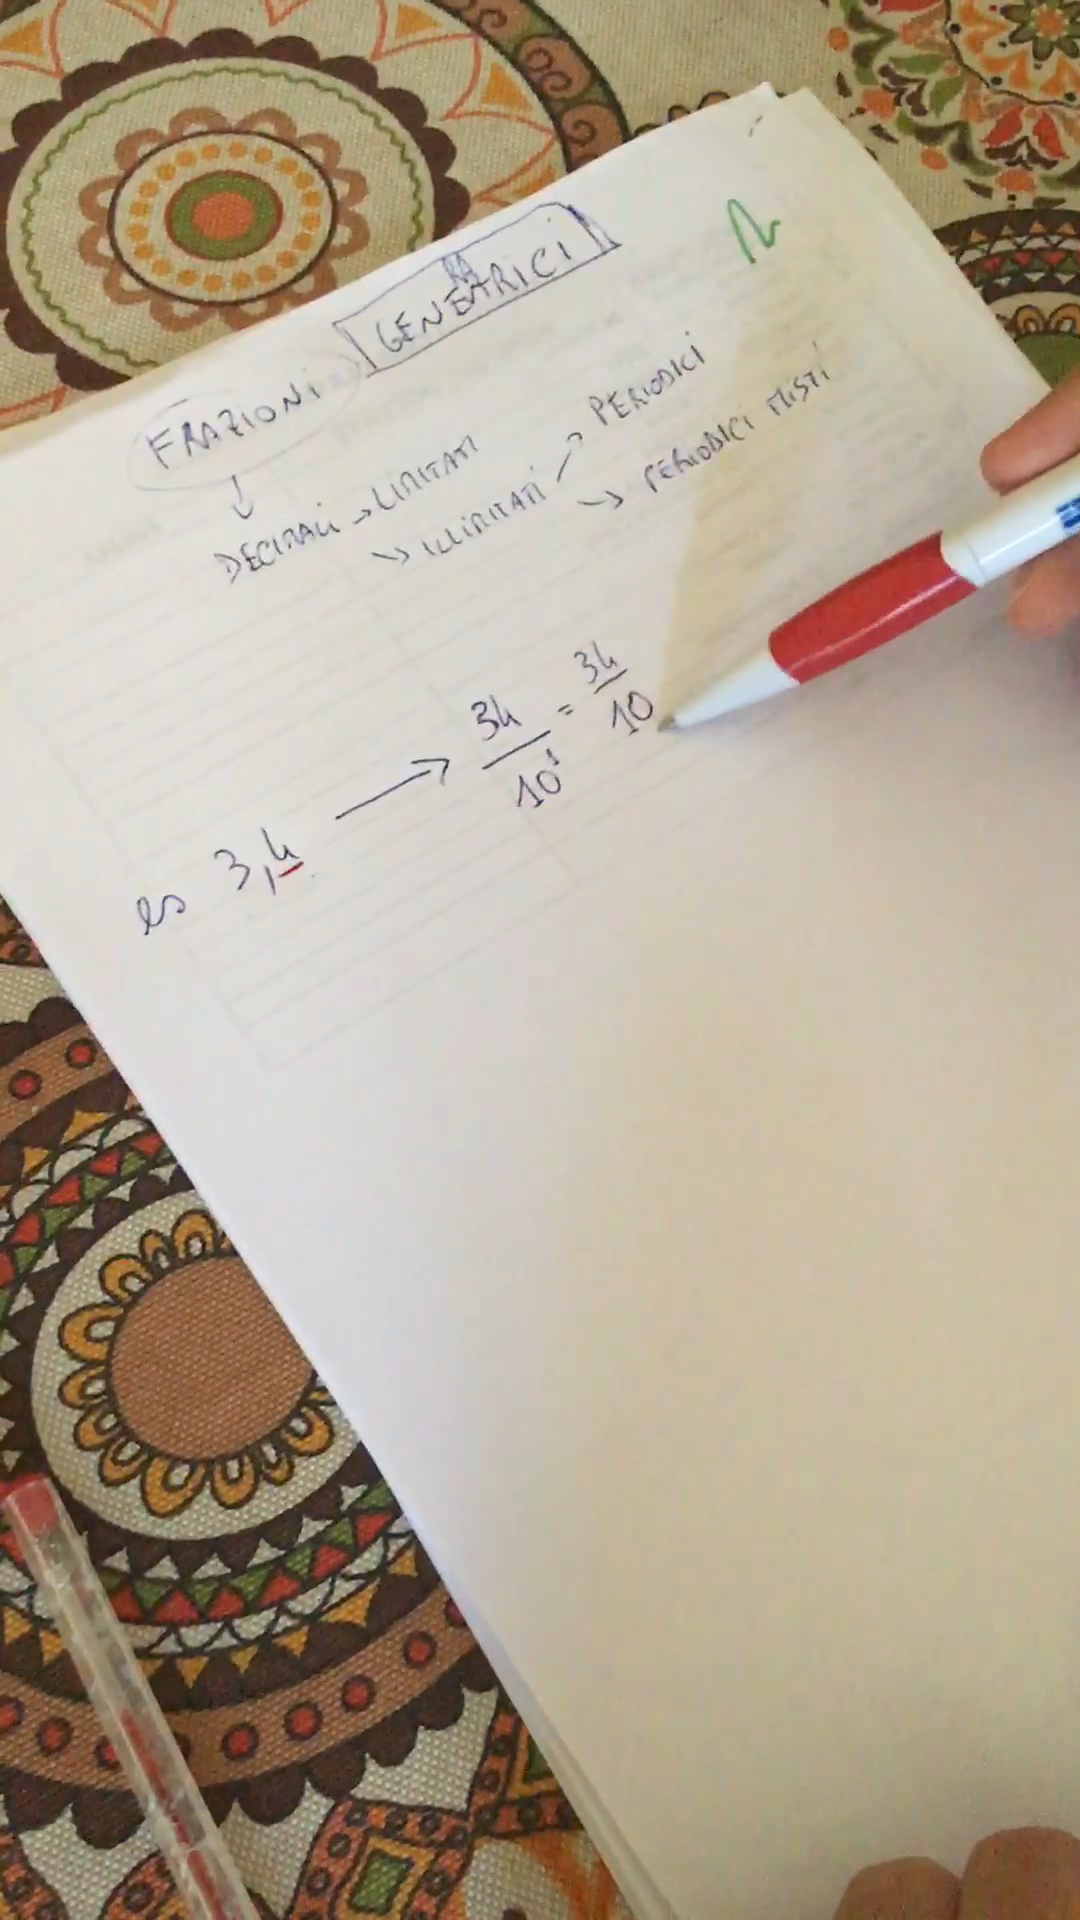 FRAZIONI GENERATRICI
DECIMALI → LIMITATI
→ ILLIMITATI → PERIODICI
→ PERIODICI MISTI
es 3,4 → 34/10¹ = 34/10